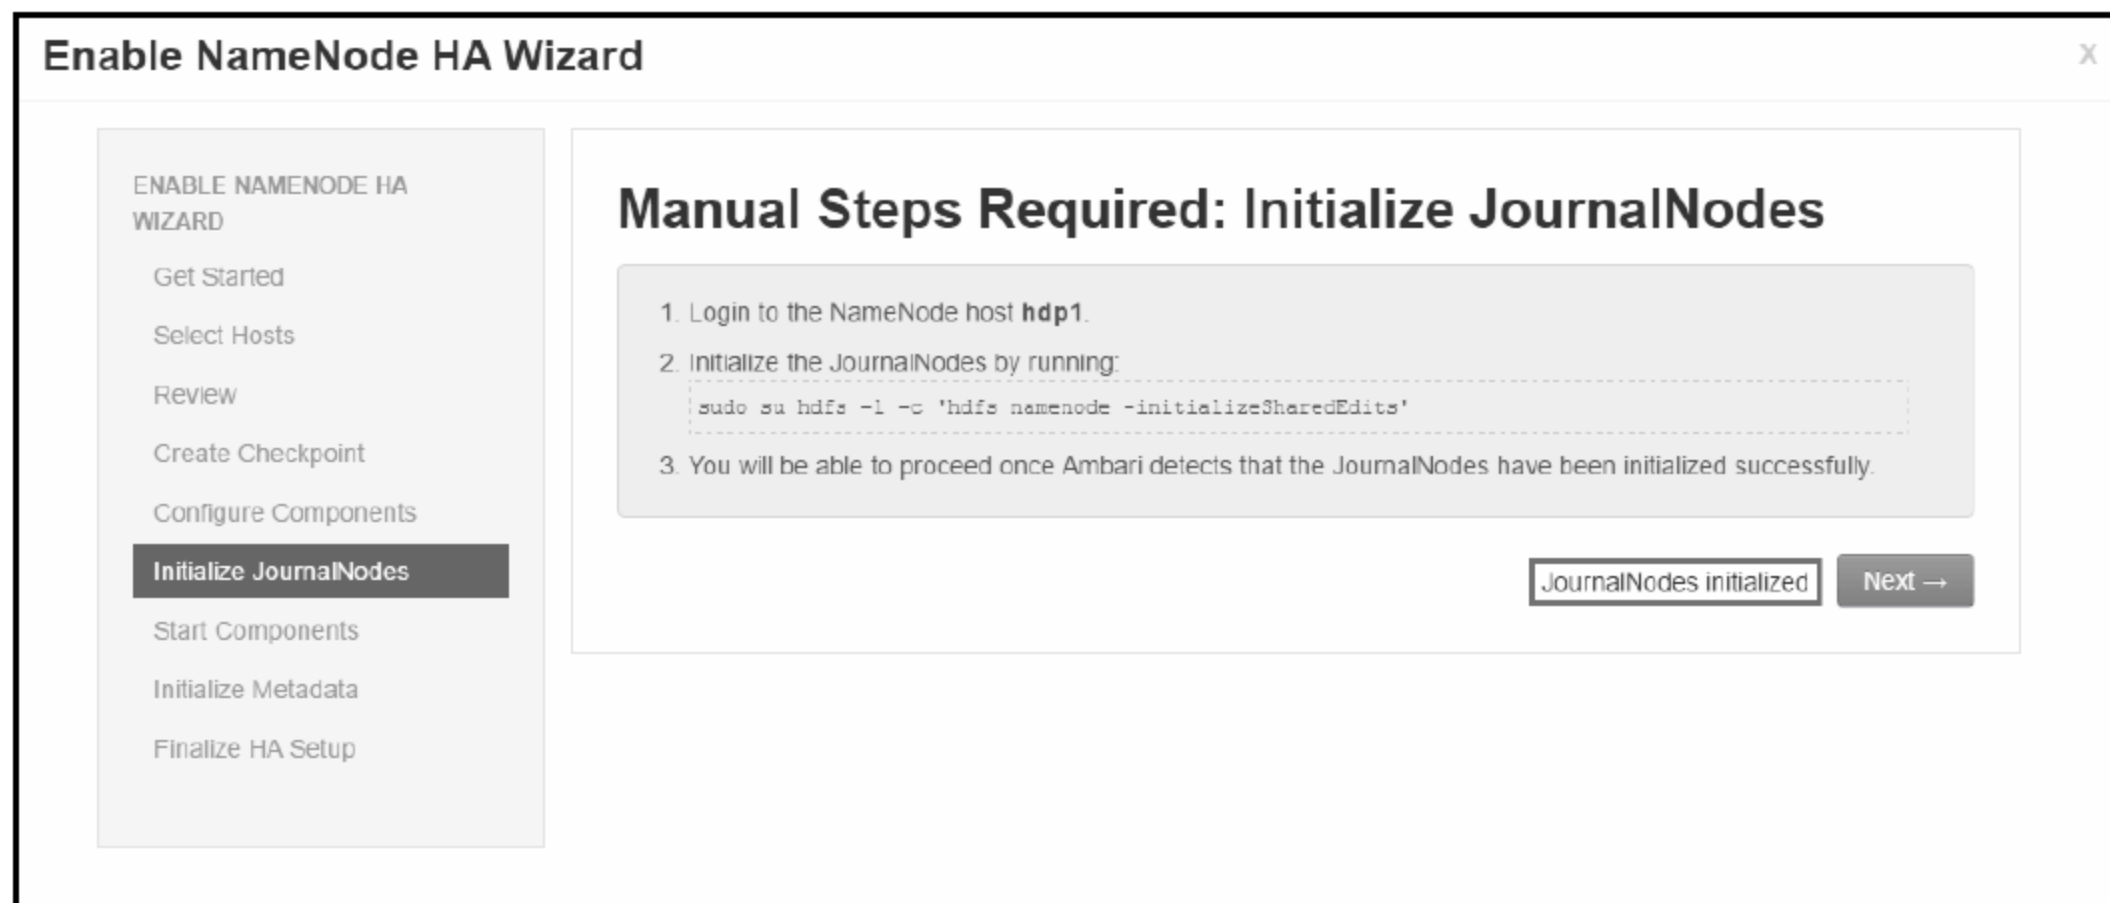 Enable NameNode HA Wizard
X
ENABLE NAMENODE HA
WIZARD
Get Started
Select Hosts
Review
Create Checkpoint
Configure Components
Initialize JournalNodes
Start Components
Initialize Metadata
Finalize HA Setup
Manual Steps Required: Initialize JournalNodes
1. Login to the NameNode host hdp1.
2. Initialize the JournalNodes by running:
sudo su hdfs -l -c 'hdfs namenode -initializeSharedEdits'
3. You will be able to proceed once Ambari detects that the JournalNodes have been initialized successfully.
JournalNodes initialized
Next →